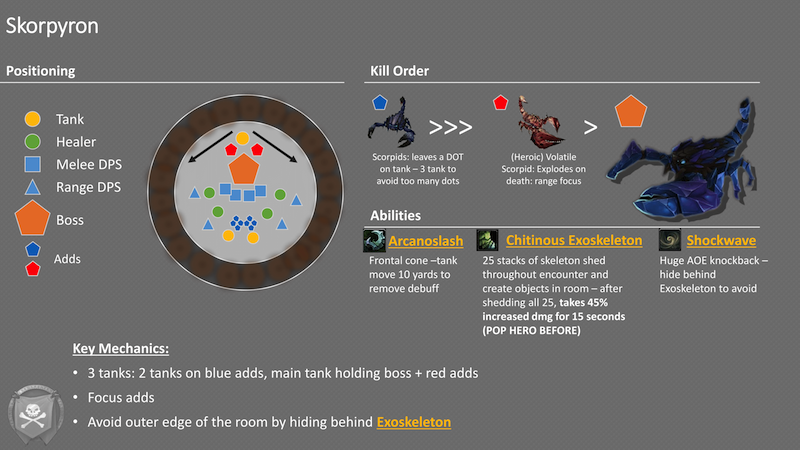 Skorpyron
Positioning
Tank
Healer
Melee DPS
Range DPS
Boss
Adds
Kill Order
>>>
>
Scorpids: leaves a DOT
on tank – 3 tank to
avoid too many dots
(Heroic) Volatile
Scorpid: Explodes on
death: range focus
Abilities
Arcanoslash
Frontal cone –tank
move 10 yards to
remove debuff
Chitinous Exoskeleton
25 stacks of skeleton shed
throughout encounter and
create objects in room – after
shedding all 25, takes 45%
increased dmg for 15 seconds
(POP HERO BEFORE)
Shockwave
Huge AOE knockback –
hide behind
Exoskeleton to avoid
Key Mechanics:
• 3 tanks: 2 tanks on blue adds, main tank holding boss + red adds
• Focus adds
• Avoid outer edge of the room by hiding behind Exoskeleton